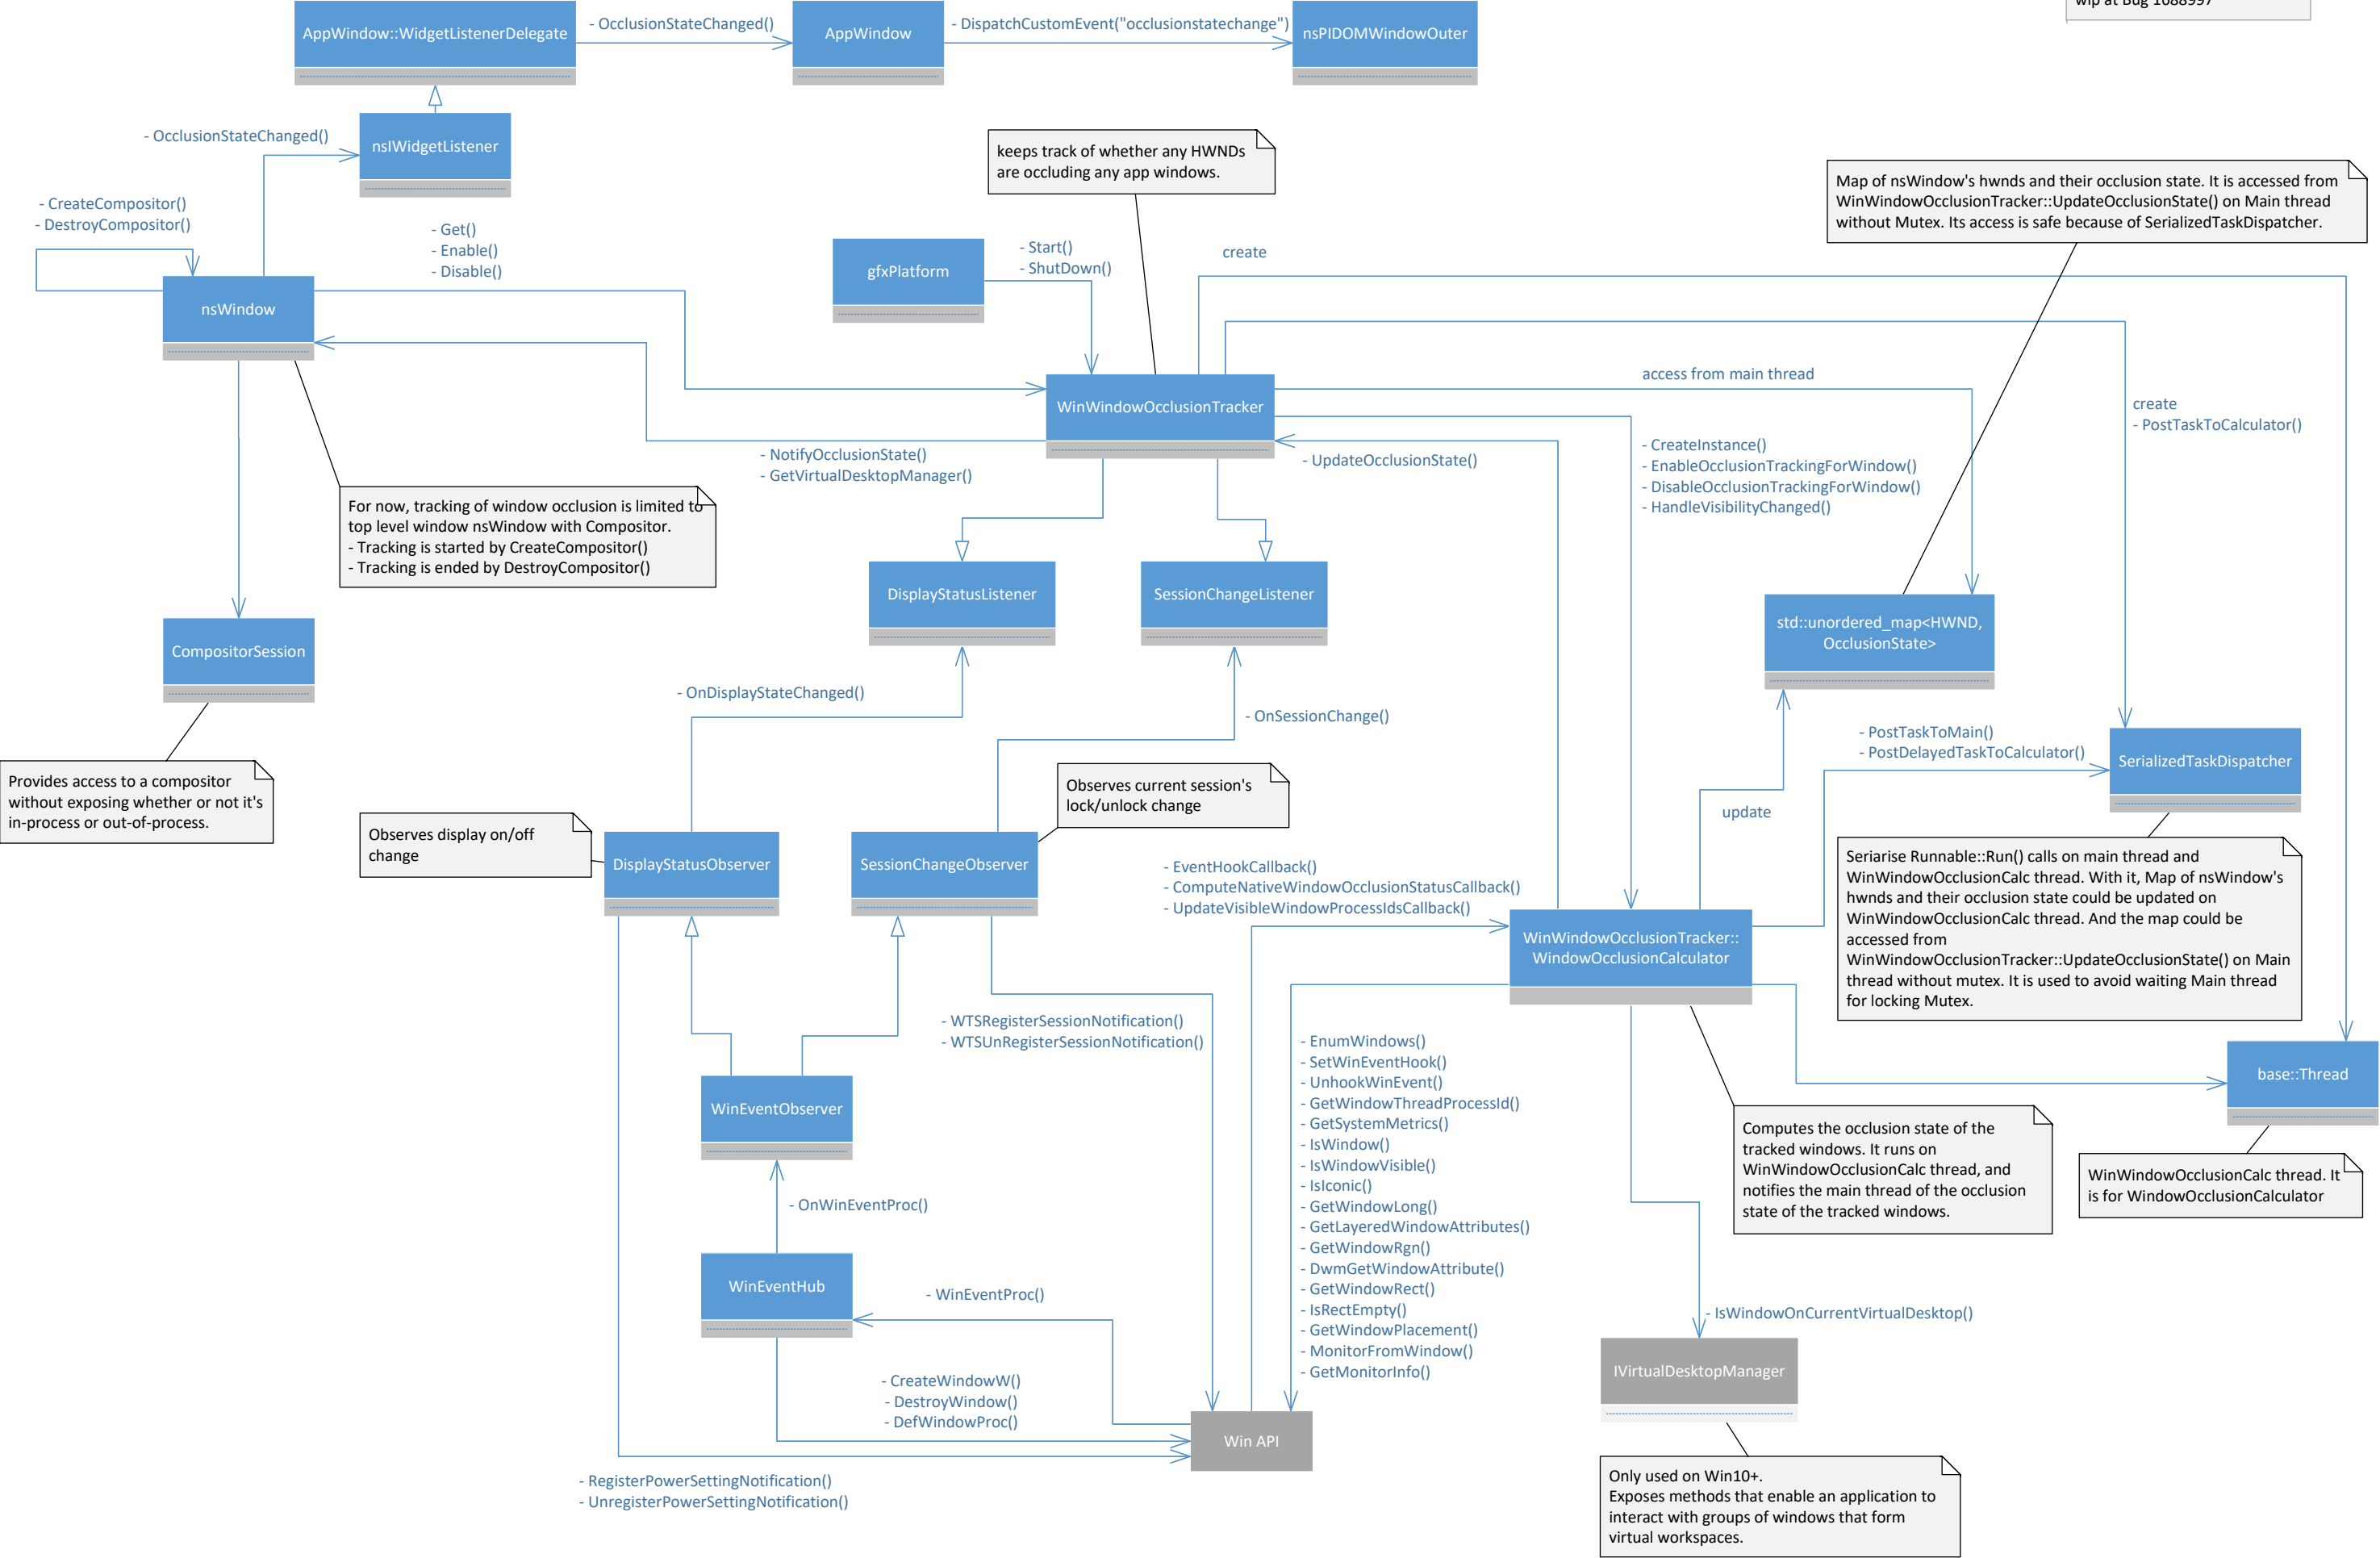 wip at Bug 1688997
AppWindow::WidgetListenerDelegate
- OcclusionStateChanged()
AppWindow
- DispatchCustomEvent("occlusionstatechange")
nsPIDOMWindowOuter
- OcclusionStateChanged()
nsIWidgetListener
keeps track of whether any HWNDs
are occluding any app windows.
Map of nsWindow's hwnds and their occlusion state. It is accessed from
WinWindowOcclusionTracker::UpdateOcclusionState() on Main thread
without Mutex. Its access is safe because of SerializedTaskDispatcher.
- CreateCompositor()
- DestroyCompositor()
- Get()
- Enable()
- Disable()
gfxPlatform
- Start()
- ShutDown()
create
nsWindow
WinWindowOcclusionTracker
access from main thread
create
- PostTaskToCalculator()
- NotifyOcclusionState()
- GetVirtualDesktopManager()
- UpdateOcclusionState()
- CreateInstance()
- EnableOcclusionTrackingForWindow()
- DisableOcclusionTrackingForWindow()
- HandleVisibilityChanged()
For now, tracking of window occlusion is limited to
top level window nsWindow with Compositor.
- Tracking is started by CreateCompositor()
- Tracking is ended by DestroyCompositor()
DisplayStatusListener
SessionChangeListener
std::unordered_map<HWND,
OcclusionState>
CompositorSession
- OnDisplayStateChanged()
- OnSessionChange()
- PostTaskToMain()
- PostDelayedTaskToCalculator()
SerializedTaskDispatcher
Provides access to a compositor
without exposing whether or not it's
in-process or out-of-process.
Observes current session's
lock/unlock change
update
Observes display on/off
change
DisplayStatusObserver
SessionChangeObserver
- EventHookCallback()
- ComputeNativeWindowOcclusionStatusCallback()
- UpdateVisibleWindowProcessIdsCallback()
Seriarise Runnable::Run() calls on main thread and
WinWindowOcclusionCalc thread. With it, Map of nsWindow's
hwnds and their occlusion state could be updated on
WinWindowOcclusionCalc thread. And the map could be
accessed from
WinWindowOcclusionTracker::UpdateOcclusionState() on Main
thread without mutex. It is used to avoid waiting Main thread
for locking Mutex.
WinWindowOcclusionTracker::
WindowOcclusionCalculator
- WTSRegisterSessionNotification()
- WTSUnRegisterSessionNotification()
- EnumWindows()
- SetWinEventHook()
- UnhookWinEvent()
- GetWindowThreadProcessId()
- GetSystemMetrics()
- IsWindow()
- IsWindowVisible()
- IsIconic()
- GetWindowLong()
- GetLayeredWindowAttributes()
- GetWindowRgn()
- DwmGetWindowAttribute()
- GetWindowRect()
- IsRectEmpty()
- GetWindowPlacement()
- MonitorFromWindow()
- GetMonitorInfo()
base::Thread
WinEventObserver
Computes the occlusion state of the
tracked windows. It runs on
WinWindowOcclusionCalc thread, and
notifies the main thread of the occlusion
state of the tracked windows.
WinWindowOcclusionCalc thread. It
is for WindowOcclusionCalculator
- OnWinEventProc()
WinEventHub
- WinEventProc()
- IsWindowOnCurrentVirtualDesktop()
IVirtualDesktopManager
- CreateWindowW()
- DestroyWindow()
- DefWindowProc()
Win API
- RegisterPowerSettingNotification()
- UnregisterPowerSettingNotification()
Only used on Win10+.
Exposes methods that enable an application to
interact with groups of windows that form
virtual workspaces.